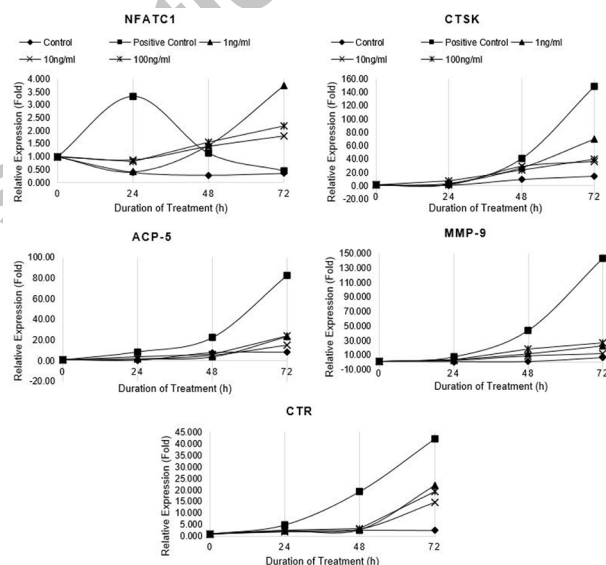 NFATC1
Control Positive Control 1ng/ml
10ng/ml 100ng/ml
Relative Expression (Fold)
4.000
3.500
3.000
2.500
2.000
1.500
1.000
0.500
0.000
0 24 48 72
Duration of Treatment (h)
CTSK
Control Positive Control 1ng/ml
10ng/ml 100ng/ml
Relative Expression (Fold)
160.00
140.00
120.00
100.00
80.00
60.00
40.00
20.00
0.00
-20.00
0 24 48 72
Duration of Treatment (h)
ACP-5
Relative Expression (Fold)
100.00
80.00
60.00
40.00
20.00
0.00
-20.00
0 24 48 72
Duration of Treatment (h)
MMP-9
Relative Expression (Fold)
150.000
130.000
110.000
90.000
70.000
50.000
30.000
10.000
-10.000
0 24 48 72
Duration of Treatment (h)
CTR
Relative Expression (Fold)
45.000
40.000
35.000
30.000
25.000
20.000
15.000
10.000
5.000
0.000
0 24 48 72
Duration of Treatment (h)